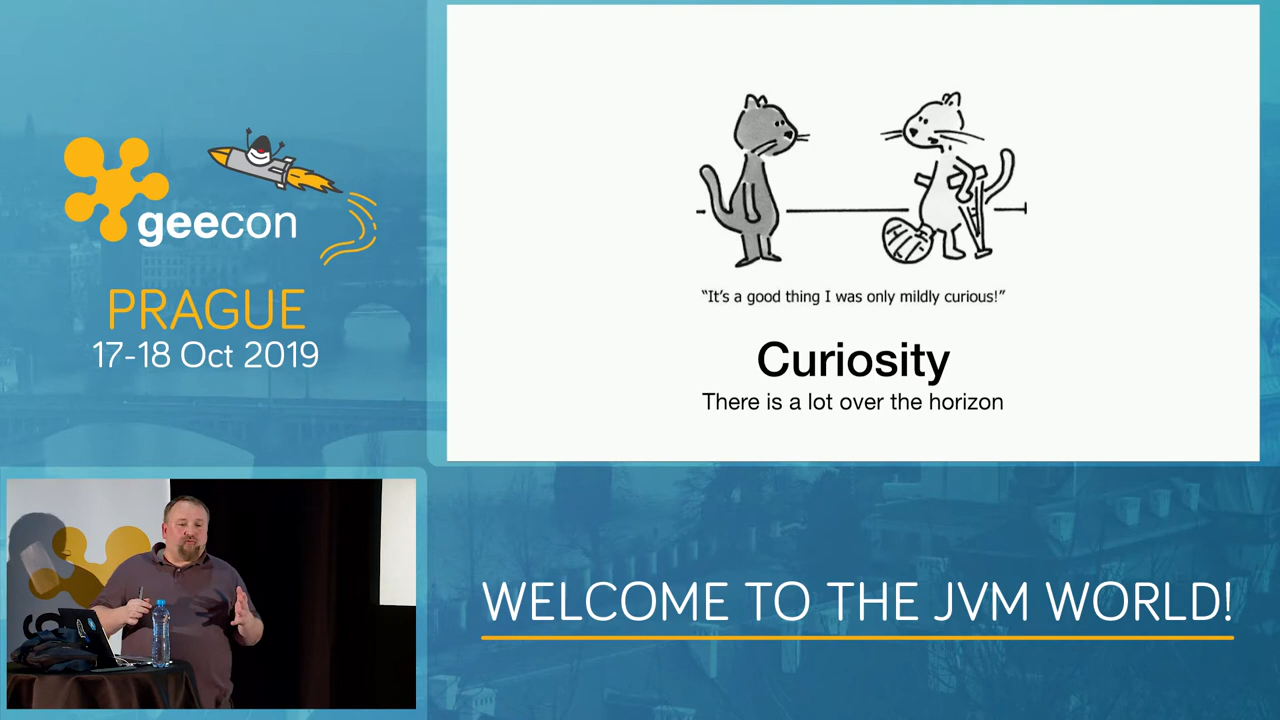 geecon
PRAGUE
17-18 Oct 2019
“It’s a good thing I was only mildly curious!”
Curiosity
There is a lot over the horizon
WELCOME TO THE JVM WORLD!